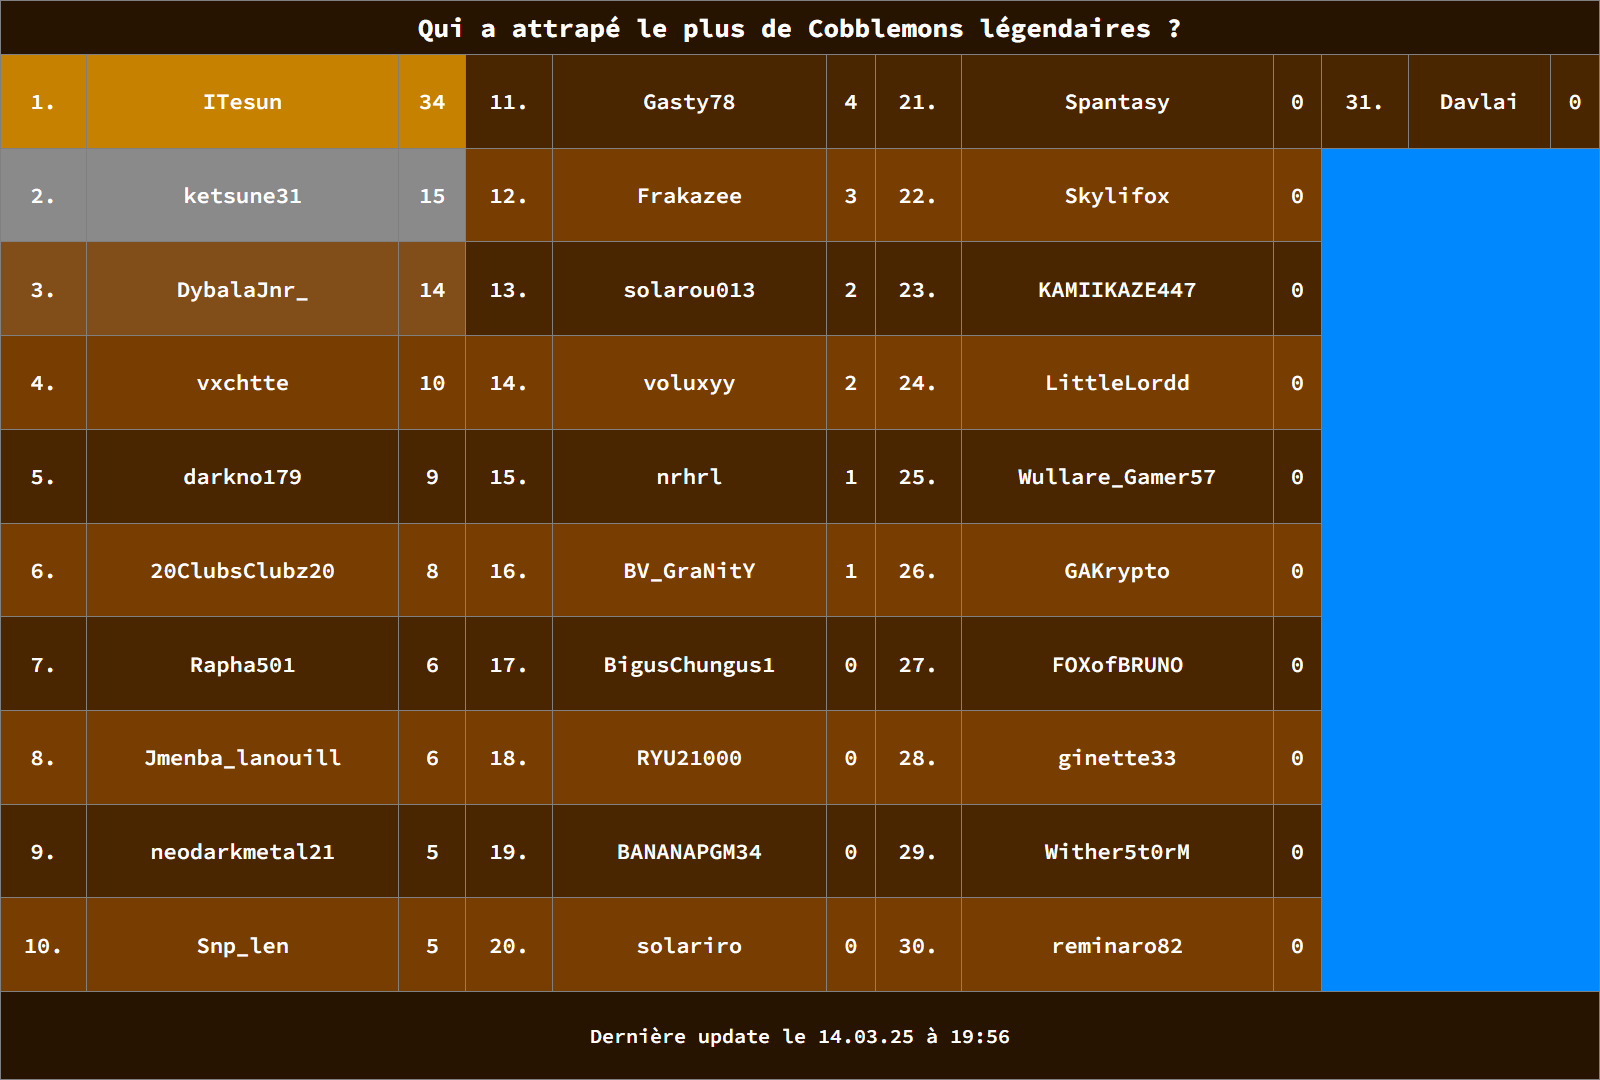 Qui a attrapé le plus de Cobblemons légendaires ?
1. ITesun 34
2. ketsune31 15
3. DybalaJnr_ 14
4. vxchtte 10
5. darkno179 9
6. 20ClubsClubz20 8
7. Rapha501 6
8. Jmenba_lanouill 6
9. neodarkmetal21 5
10. Snp_len 5
11. Gasty78 4
12. Frakazee 3
13. solarou013 2
14. voluxyy 2
15. nrhrl 1
16. BV_GraNitY 1
17. BigusChungus1 0
18. RYU21000 0
19. BANANAPGM34 0
20. solariro 0
21. Spantasy 0
22. Skylifox 0
23. KAMIIKAZE447 0
24. LittleLordd 0
25. Wullare_Gamer57 0
26. GAKrypto 0
27. FOXofBRUNO 0
28. ginette33 0
29. Wither5t0rM 0
30. reminaro82 0
31. Davlai 0
Dernière update le 14.03.25 à 19:56